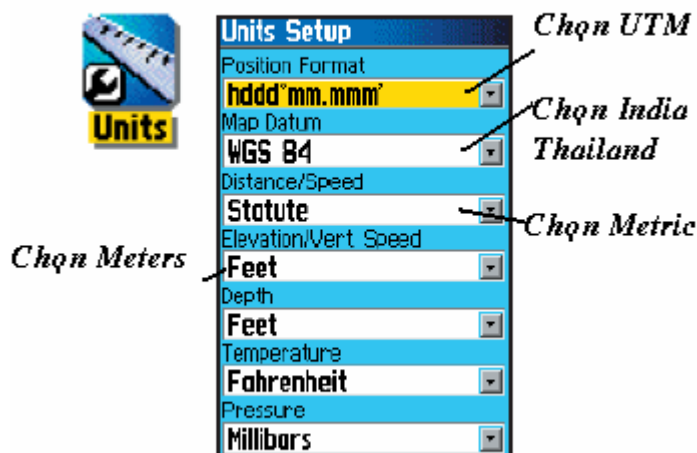 Units
Units Setup
Position Format
hddd°mm.mmm'
Map Datum
WGS 84
Distance/Speed
Statute
Elevation/Vert Speed
Feet
Depth
Feet
Temperature
Fahrenheit
Pressure
Millibars
Chọn UTM
Chọn India
Thailand
Chọn Metric
Chọn Meters